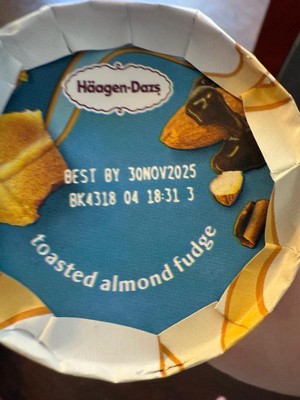 Häagen-Dazs
BEST BY 30NOV2025
BK4318 04 18:31 3
toasted almond fudge